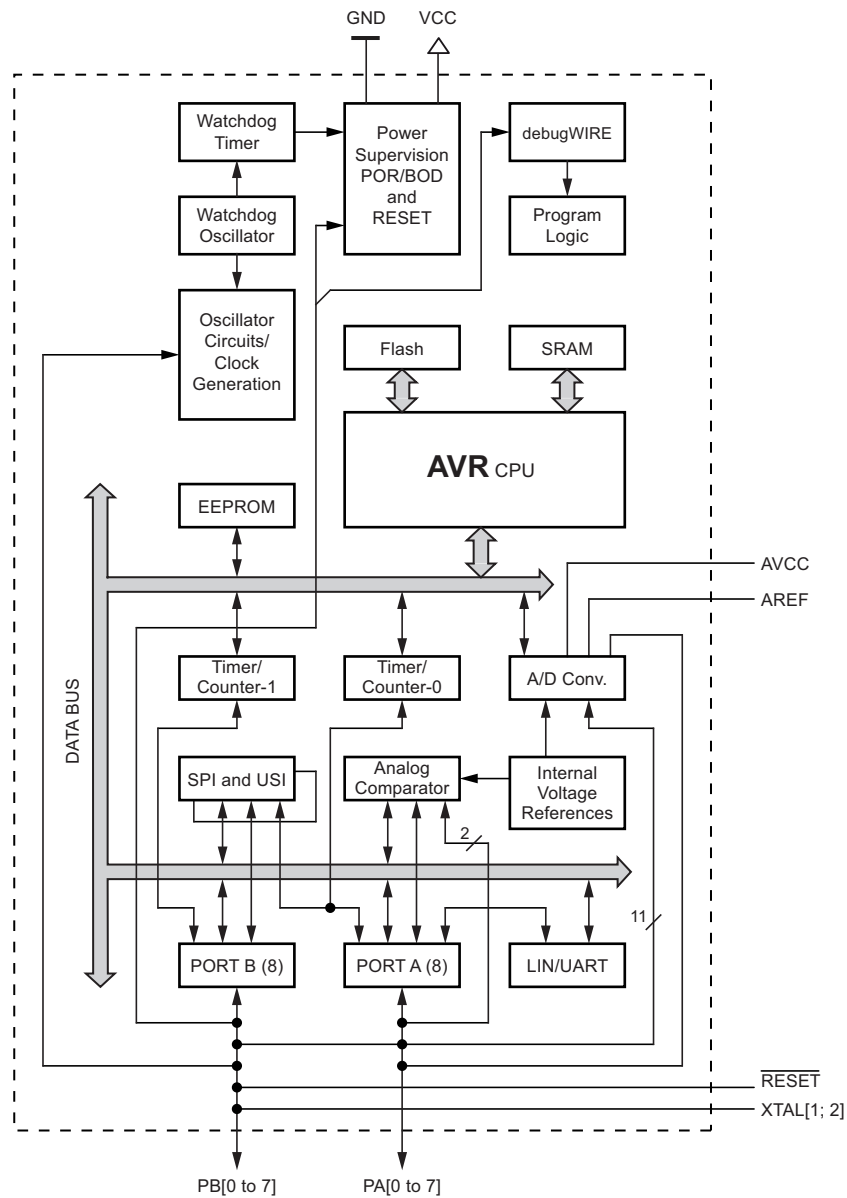 GND
VCC
Watchdog
Timer
Power
Supervision
POR/BOD
and
RESET
debugWIRE
Watchdog
Oscillator
Program
Logic
Oscillator
Circuits/
Clock
Generation
Flash
SRAM
AVR CPU
EEPROM
AVCC
AREF
DATA BUS
Timer/
Counter-1
Timer/
Counter-0
A/D Conv.
SPI and USI
Analog
Comparator
Internal
Voltage
References
2
11
PORT B (8)
PORT A (8)
LIN/UART
RESET
XTAL[1; 2]
PB[0 to 7]
PA[0 to 7]